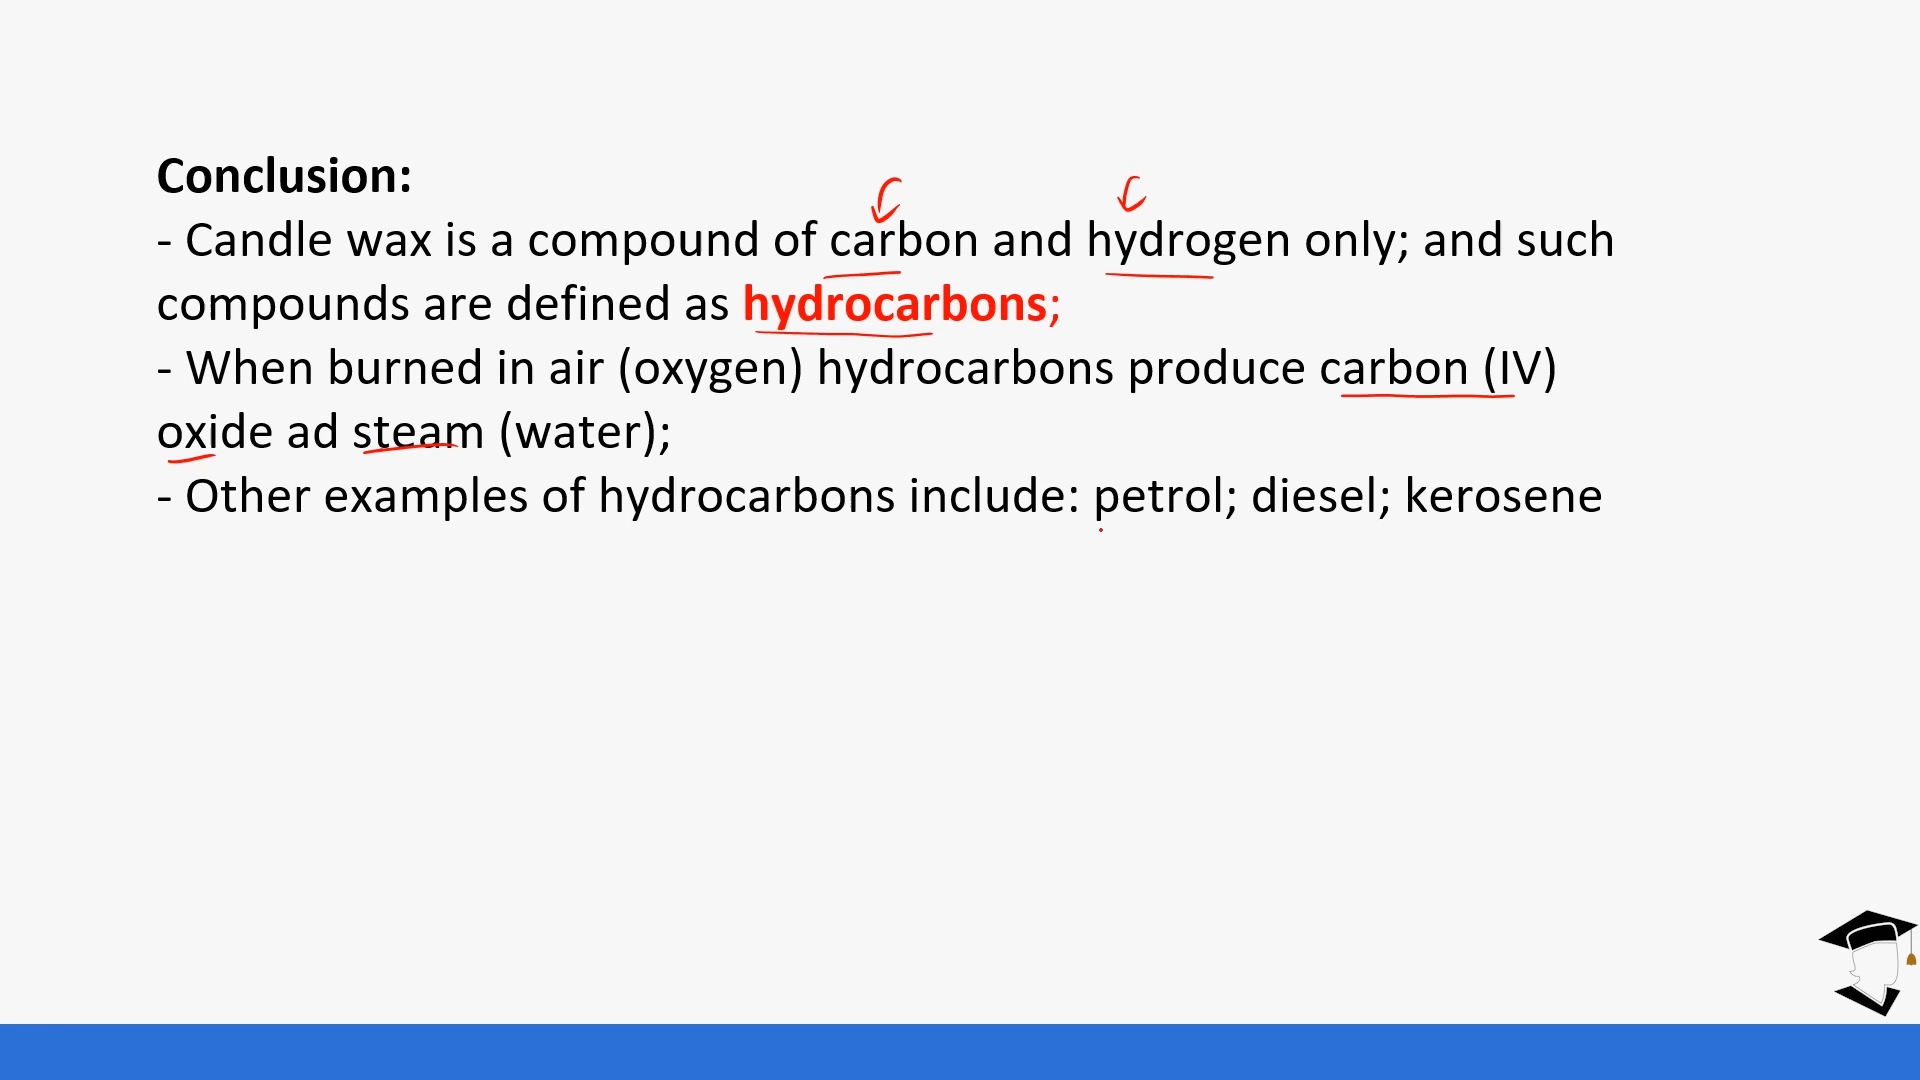 Conclusion:
- Candle wax is a compound of carbon and hydrogen only; and such
compounds are defined as hydrocarbons;
- When burned in air (oxygen) hydrocarbons produce carbon (IV)
oxide ad steam (water);
- Other examples of hydrocarbons include: petrol; diesel; kerosene